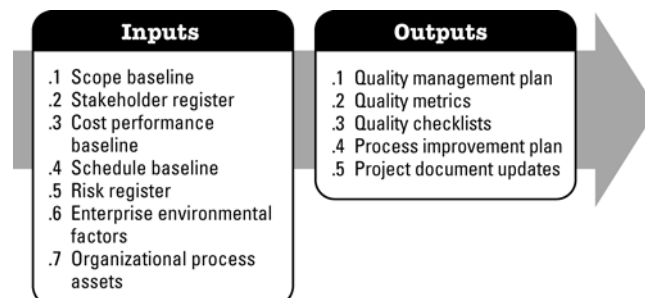 Inputs
.1 Scope baseline
.2 Stakeholder register
.3 Cost performance
baseline
.4 Schedule baseline
.5 Risk register
.6 Enterprise environmental
factors
.7 Organizational process
assets
Outputs
.1 Quality management plan
.2 Quality metrics
.3 Quality checklists
.4 Process improvement plan
.5 Project document updates